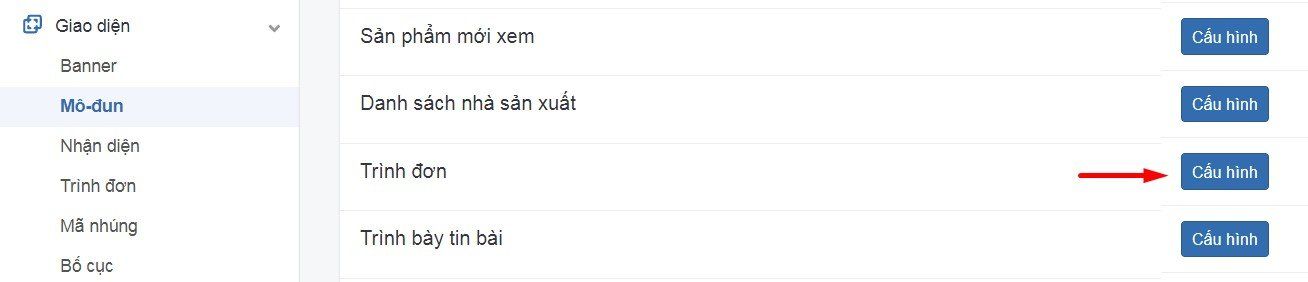 Giao diện
Banner
Mô-đun
Nhận diện
Trình đơn
Mã nhúng
Bố cục
Sản phẩm mới xem
Cấu hình
Danh sách nhà sản xuất
Cấu hình
Trình đơn
Cấu hình
Trình bày tin bài
Cấu hình